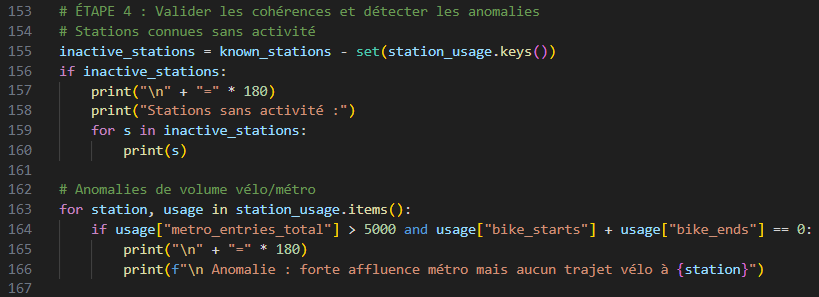 153 # ÉTAPE 4 : Valider les cohérences et détecter les anomalies
154 # Stations connues sans activité
155 inactive_stations = known_stations - set(station_usage.keys())
156 if inactive_stations:
157     print("\n" + "=" * 180)
158     print("Stations sans activité :")
159     for s in inactive_stations:
160         print(s)
161
162 # Anomalies de volume vélo/métro
163 for station, usage in station_usage.items():
164     if usage["metro_entries_total"] > 5000 and usage["bike_starts"] + usage["bike_ends"] == 0:
165         print("\n" + "=" * 180)
166         print(f"\n Anomalie : forte affluence métro mais aucun trajet vélo à {station}")
167